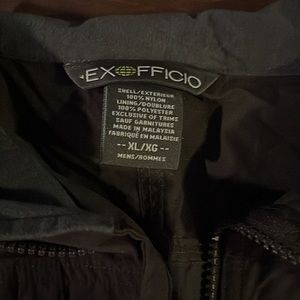 EXOFFICIO
SHELL/EXTERIEUR
100% NYLON
LINING/DOUBLURE
100% POLYESTER
EXCLUSIVE OF TRIMS
SAUF GARNITURES
MADE IN MALAYSIA
FABRIQUÉ EN MALAISIE
-- XL/XG --
MENS/HOMMES